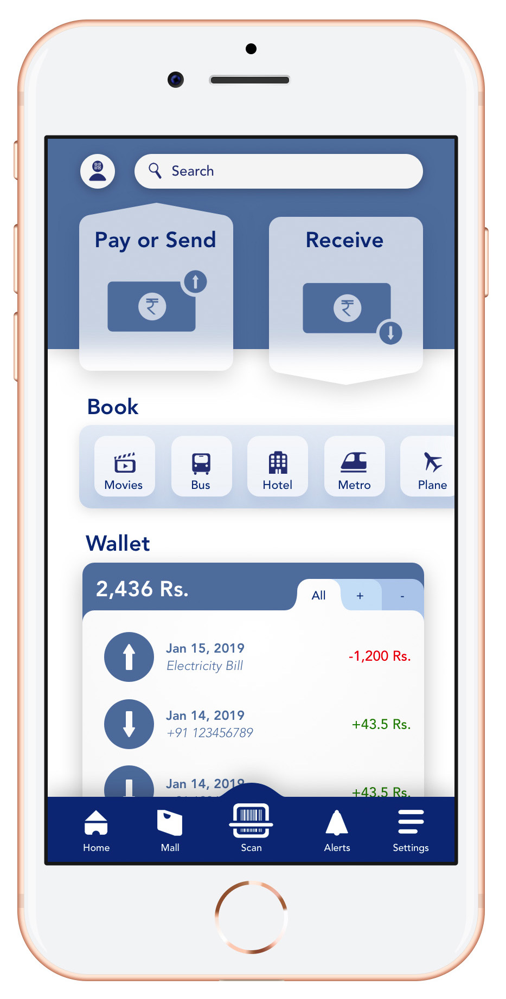 Search
Pay or Send
Receive
₹
₹
Book
Movies
Bus
Hotel
Metro
Plane
Wallet
2,436 Rs.
All
+
-
Jan 15, 2019
Electricity Bill
-1,200 Rs.
Jan 14, 2019
+91 123456789
+43.5 Rs.
Jan 14, 2019
+43.5 Rs.
Home
Mall
Scan
Alerts
Settings